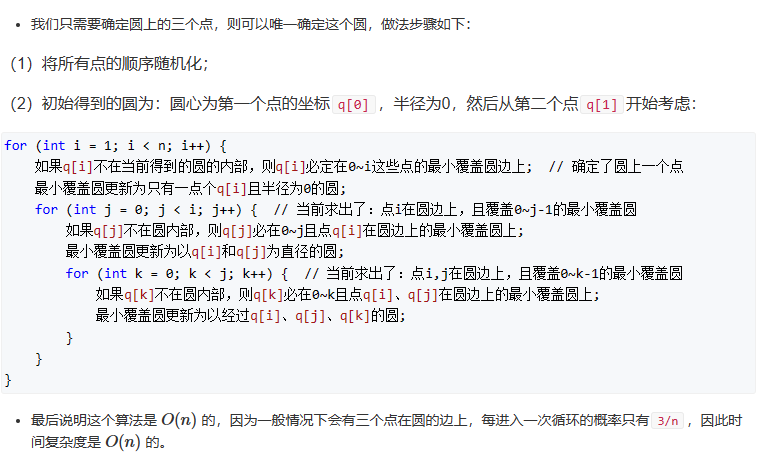 • 我们只需要确定圆上的三个点，则可以唯一确定这个圆，做法步骤如下：
（1）将所有点的顺序随机化；
（2）初始得到的圆为：圆心为第一个点的坐标 q[0] ，半径为0，然后从第二个点 q[1] 开始考虑：
for (int i = 1; i < n; i++) {
    如果q[i]不在当前得到的圆的内部，则q[i]必定在0~i这些点的最小覆盖圆边上;  // 确定了圆上一个点
    最小覆盖圆更新为只有一点个q[i]且半径为0的圆;
    for (int j = 0; j < i; j++) {  // 当前求出了：点i在圆边上，且覆盖0~j-1的最小覆盖圆
        如果q[j]不在圆内部，则q[j]必在0~j且点q[i]在圆边上的最小覆盖圆上;
        最小覆盖圆更新为以q[i]和q[j]为直径的圆;
        for (int k = 0; k < j; k++) {  // 当前求出了：点i,j在圆边上，且覆盖0~k-1的最小覆盖圆
            如果q[k]不在圆内部，则q[k]必在0~k且点q[i]、q[j]在圆边上的最小覆盖圆上;
            最小覆盖圆更新为以经过q[i]、q[j]、q[k]的圆;
        }
    }
}
• 最后说明这个算法是 O(n) 的，因为一般情况下会有三个点在圆的边上，每进入一次循环的概率只有 3/n ，因此时
间复杂度是 O(n) 的。